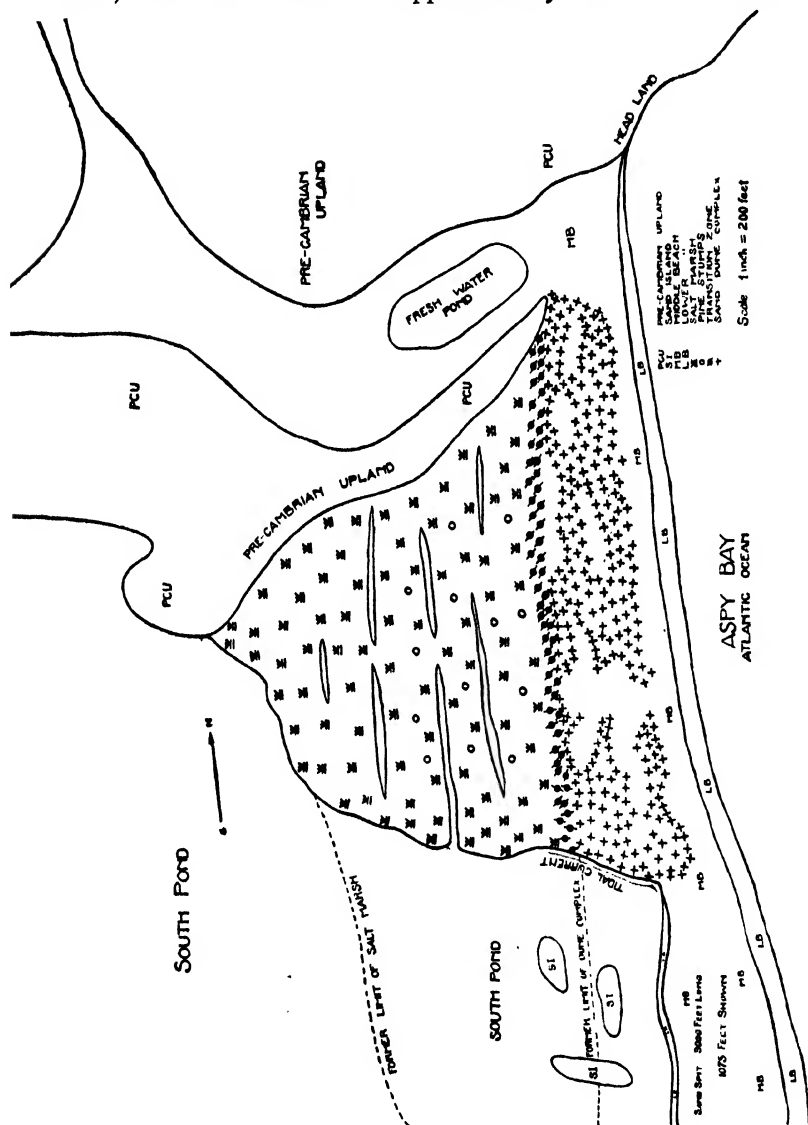 PCU
PRE-CAMBRIAN
UPLAND
PCU
HEAD LAND
MB
FRESH WATER
POND
PCU
PRE-CAMBRIAN UPLAND
PCU
PCU PRE-CAMBRIAN UPLAND
SI SAND ISLAND
MB MIDDLE BEACH
LB LOWER "
SALT MARSH
O PINE STUMPS
TRANSITION ZONE
+ SAND DUNE COMPLEX
Scale 1 inch = 200 feet
LB
MB
LB
ASPY BAY
ATLANTIC OCEAN
MB
LB
S N
SOUTH POND
FORMER LIMIT OF SALT MARSH
TIDAL CURRENT
SOUTH POND
FORMER LIMIT OF DUNE COMPLEX
SI
SI
SI
MB
LB
MB
MB
SAND SPIT 3000 FEET LONG
1075 FEET SHOWN
MB
LB